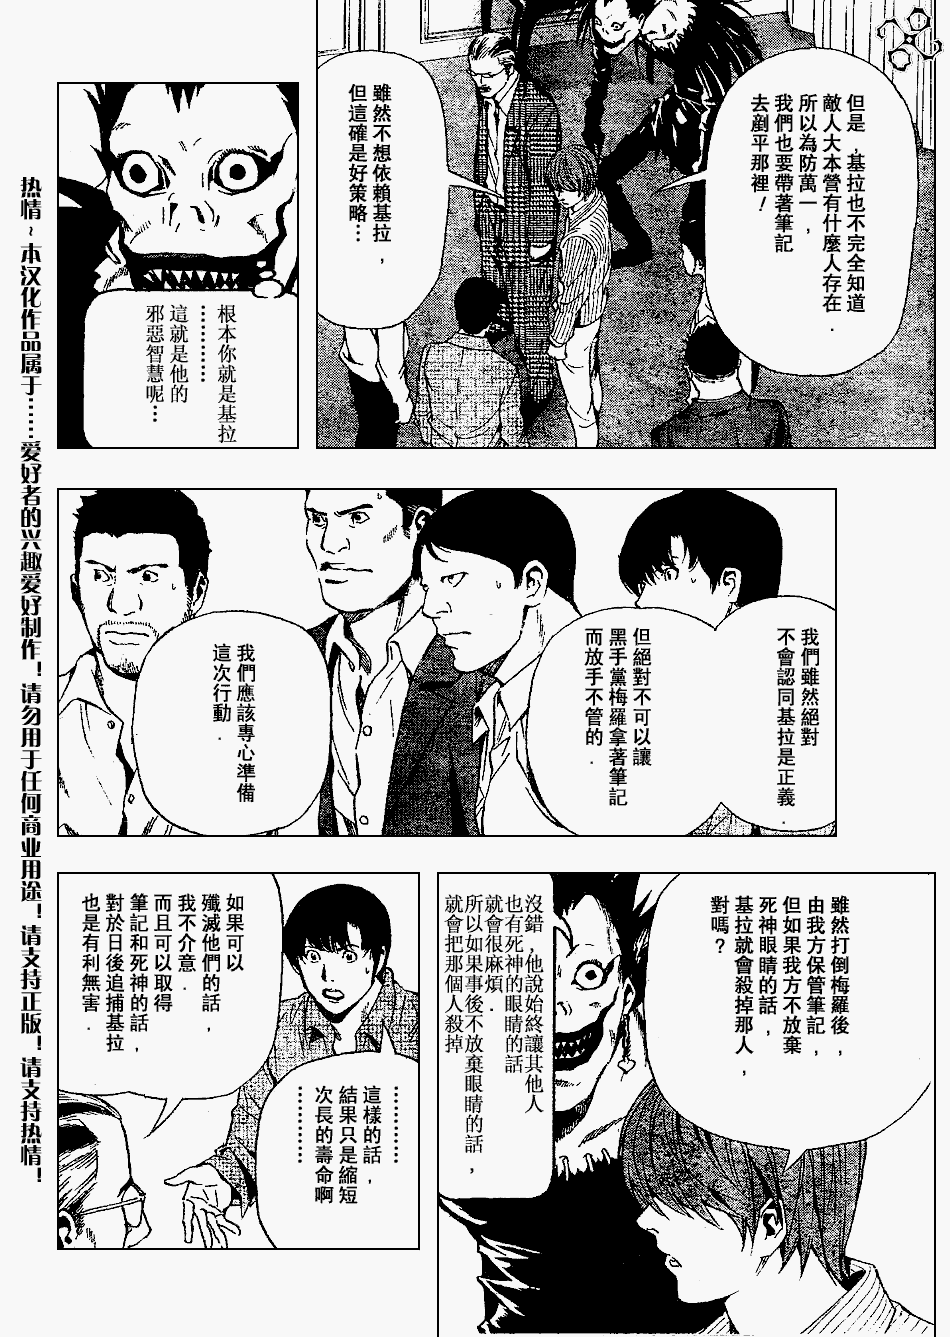 但是,基拉也不完全知道
敵人大本營有什麼人存在.
所以為防萬一,
我們也要帶著筆記
去剷平那裡!
雖然不想依賴基拉,
但這確是好策略…
根本你就是基拉
…………
這就是他的
邪惡智慧呢…
我們雖然絕對
不會認同基拉是正義.
但絕對不可以讓
黑手黨梅羅拿著筆記
而放手不管的.
我們應該專心準備
這次行動.
雖然打倒梅羅後,
由我方保管筆記,
但如果我方不放棄
死神眼睛的話,
基拉就會殺掉那人,
對嗎?
沒錯,他說始終讓其他人
也有死神的眼睛的話
就會很麻煩.
所以如果事後不放棄眼睛的話,
就會把那個人殺掉
如果可以
殲滅他們的話,
我不介意.
而且可以取得
筆記和死神的話,
對於日後追捕基拉
也是有利無害.
…………
這樣的話,
結果只是縮短
次長的壽命啊
…………
热情~本汉化作品属于……爱好者的兴趣爱好制作!请勿用于任何商业用途!请支持正版!请支持热情!